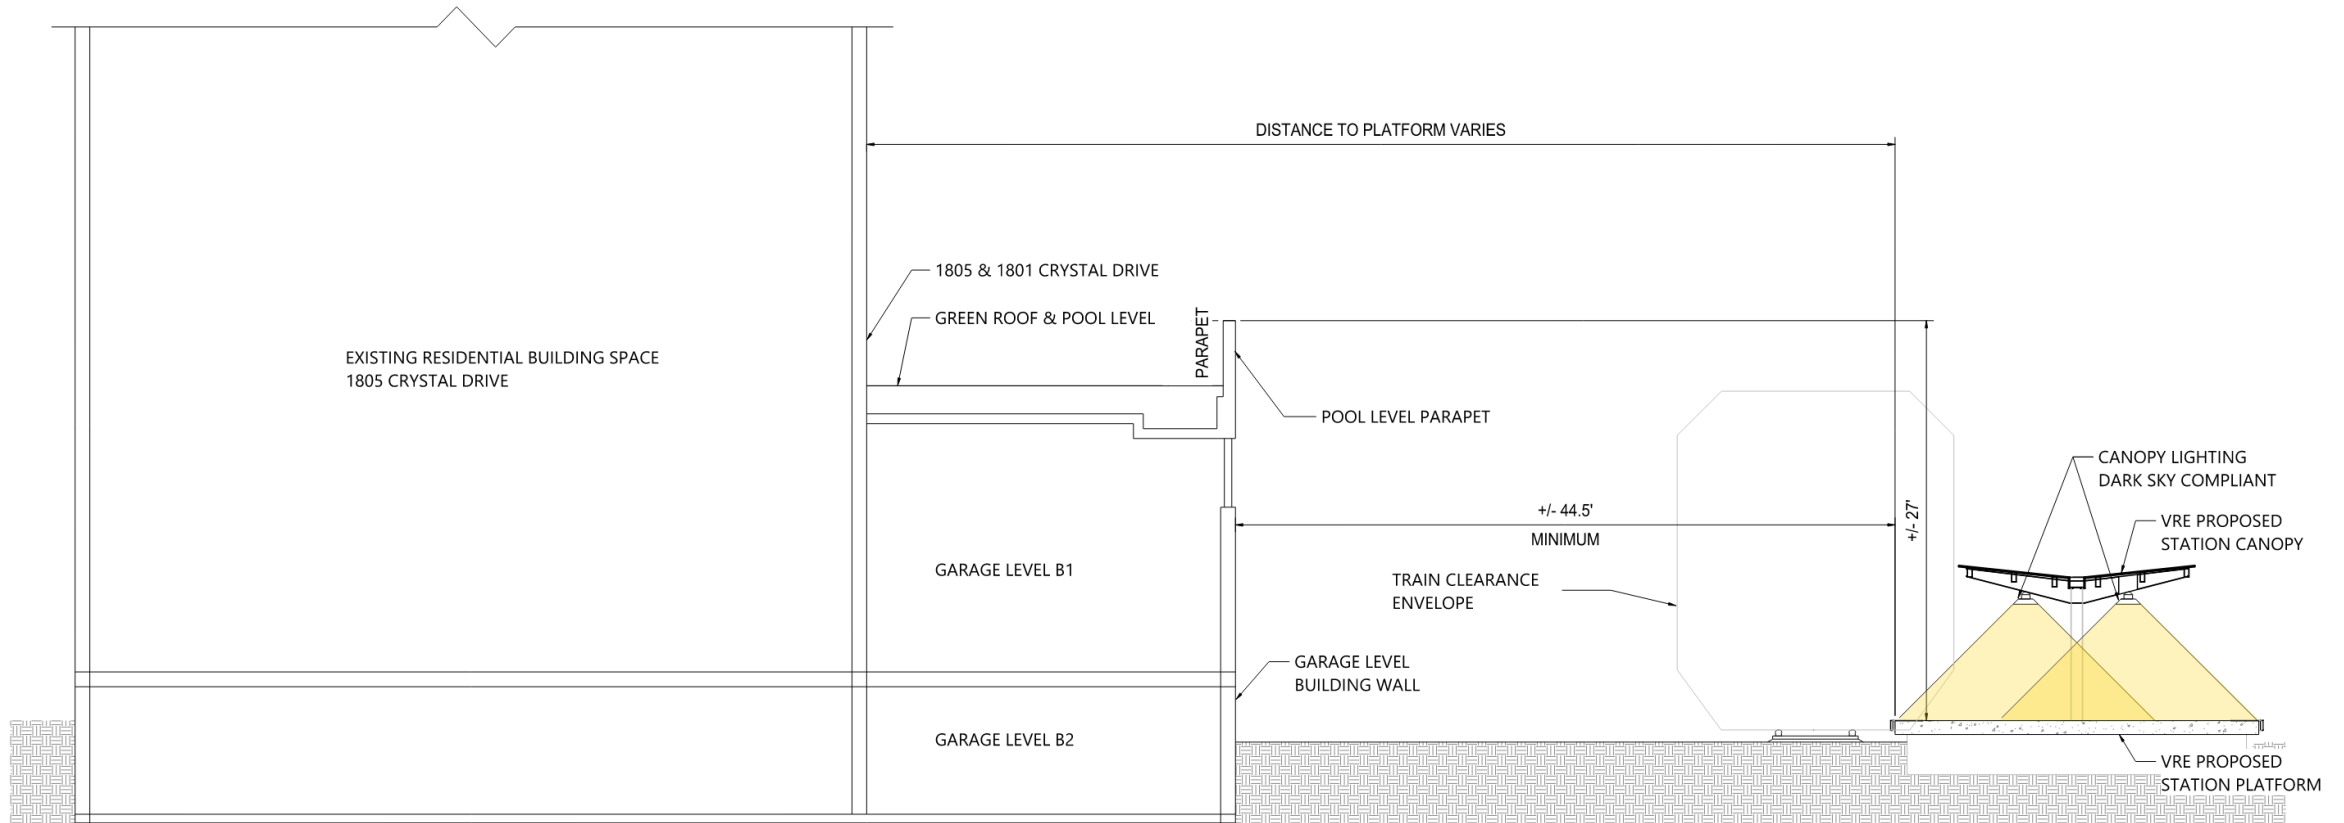 DISTANCE TO PLATFORM VARIES
1805 & 1801 CRYSTAL DRIVE
GREEN ROOF & POOL LEVEL
PARAPET
EXISTING RESIDENTIAL BUILDING SPACE
1805 CRYSTAL DRIVE
POOL LEVEL PARAPET
CANOPY LIGHTING
DARK SKY COMPLIANT
+/- 44.5'
MINIMUM
+/- 27'
VRE PROPOSED
STATION CANOPY
GARAGE LEVEL B1
TRAIN CLEARANCE
ENVELOPE
GARAGE LEVEL
BUILDING WALL
GARAGE LEVEL B2
VRE PROPOSED
STATION PLATFORM